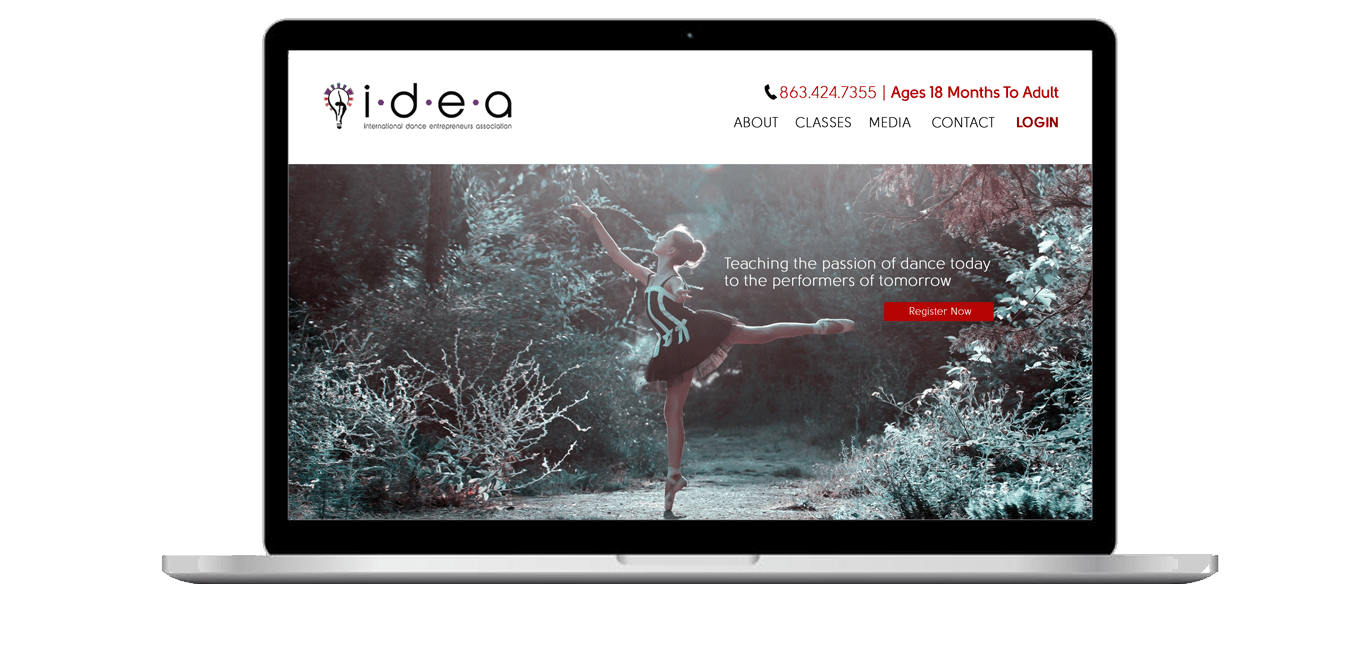 i·d·e·a
international dance entrepreneurs association
863.424.7355 | Ages 18 Months To Adult
ABOUT CLASSES MEDIA CONTACT LOGIN
Teaching the passion of dance today
to the performers of tomorrow
Register Now